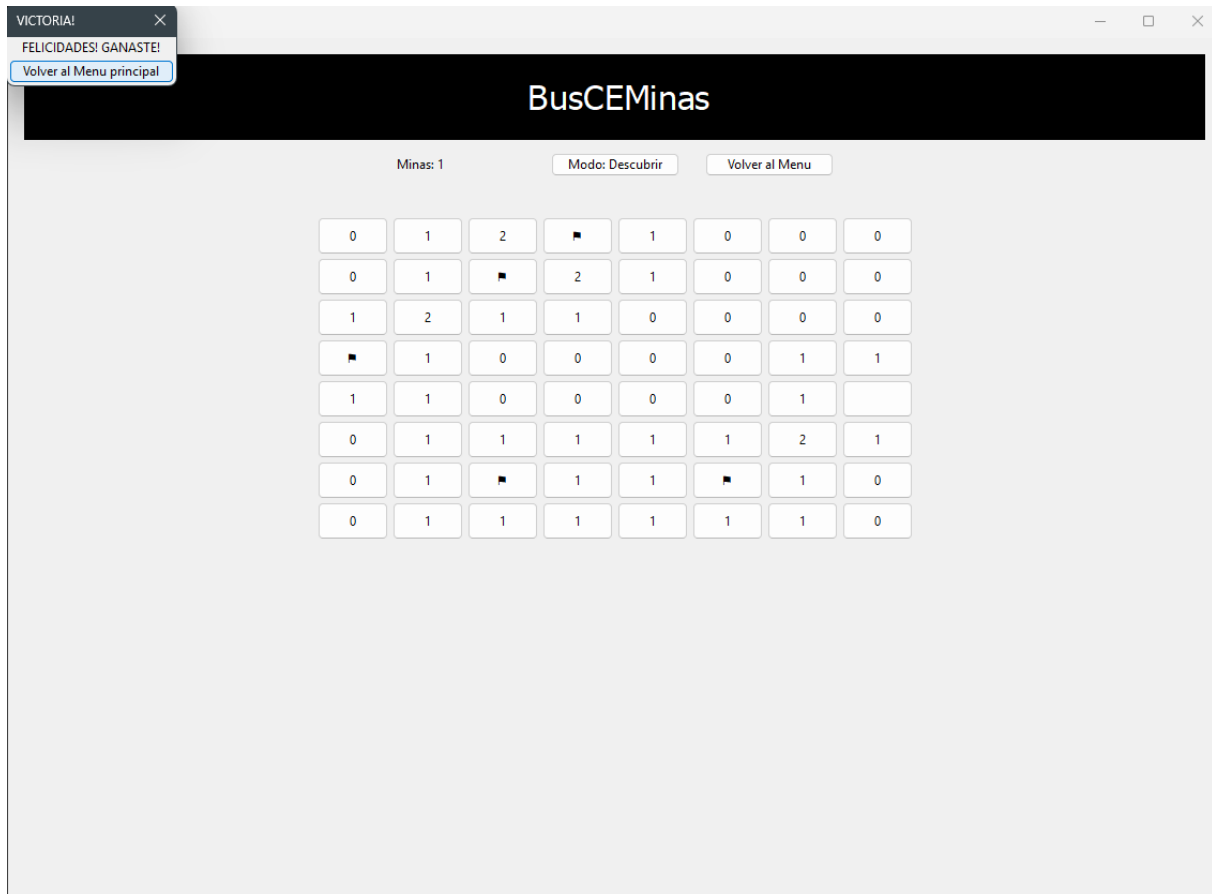 VICTORIA!
FELICIDADES! GANASTE!
Volver al Menu principal
BusCEMinas
Minas: 1 Modo: Descubrir Volver al Menu
0 1 2 ⚑ 1 0 0 0
0 1 ⚑ 2 1 0 0 0
1 2 1 1 0 0 0 0
⚑ 1 0 0 0 0 1 1
1 1 0 0 0 0 1
0 1 1 1 1 1 2 1
0 1 ⚑ 1 1 ⚑ 1 0
0 1 1 1 1 1 1 0